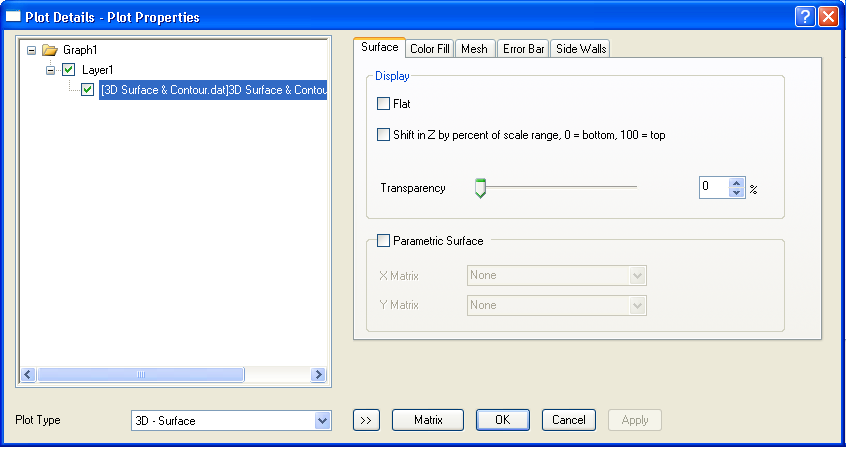 Plot Details - Plot Properties
Graph1
Layer1
[3D Surface & Contour.dat]3D Surface & Contou
Surface
Color Fill
Mesh
Error Bar
Side Walls
Display
Flat
Shift in Z by percent of scale range, 0 = bottom, 100 = top
Transparency
0
%
Parametric Surface
X Matrix
None
Y Matrix
None
Plot Type
3D - Surface
>>
Matrix
OK
Cancel
Apply